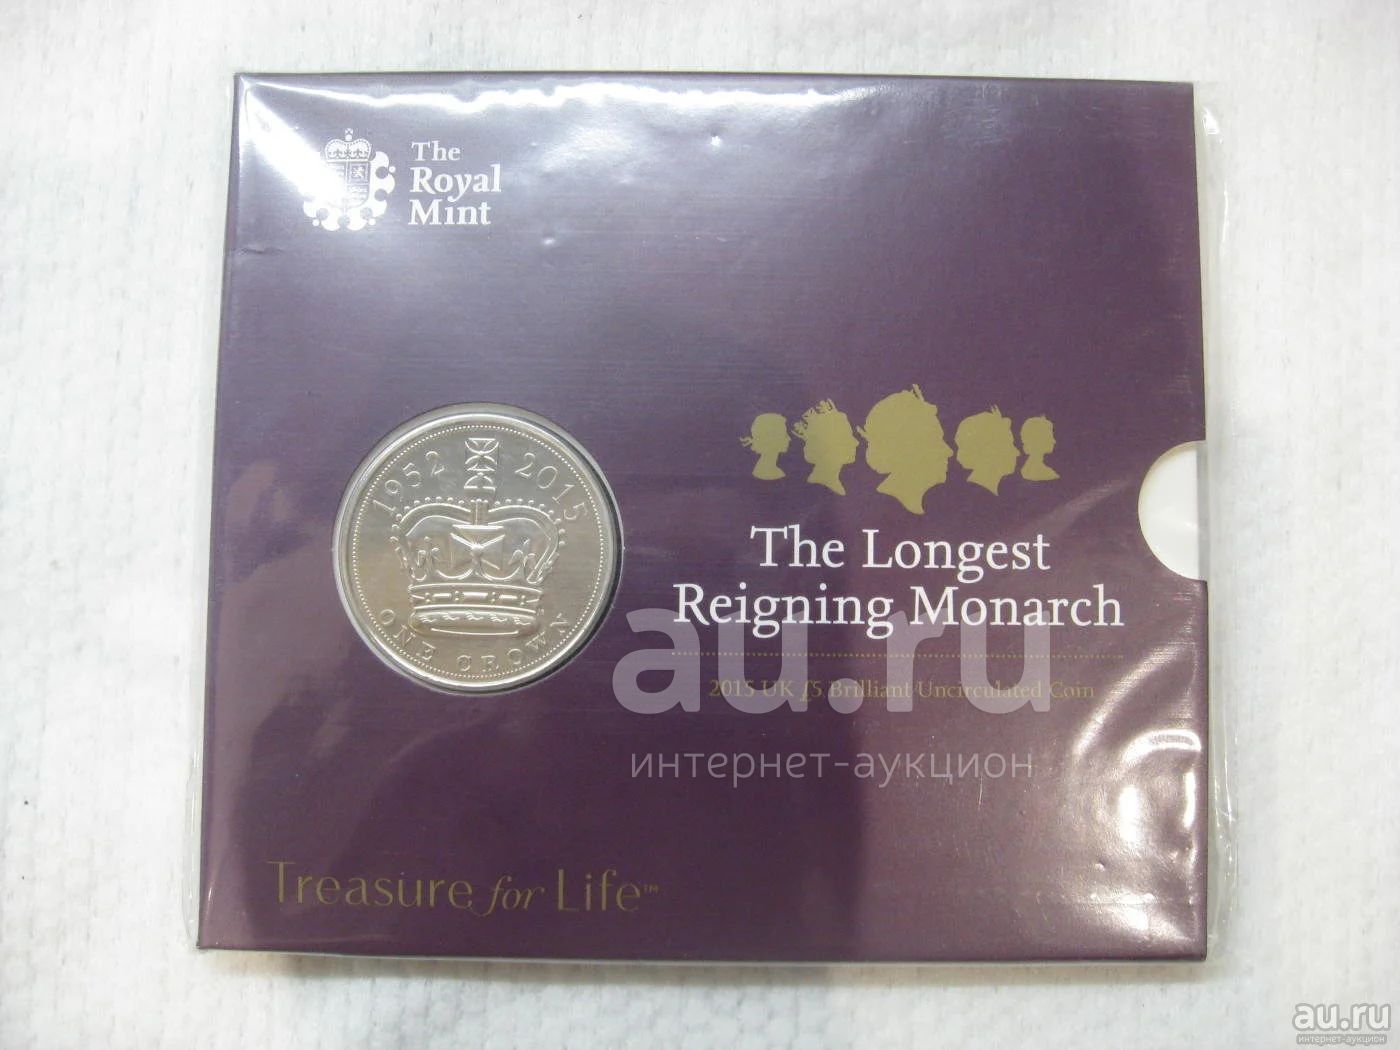 The
Royal
Mint
1952 2015
ONE CROWN
The Longest
Reigning Monarch
2015 UK £5 Brilliant Uncirculated Coin
au.ru
интернет-аукцион
Treasure for Life™
au.ru
интернет-аукцион